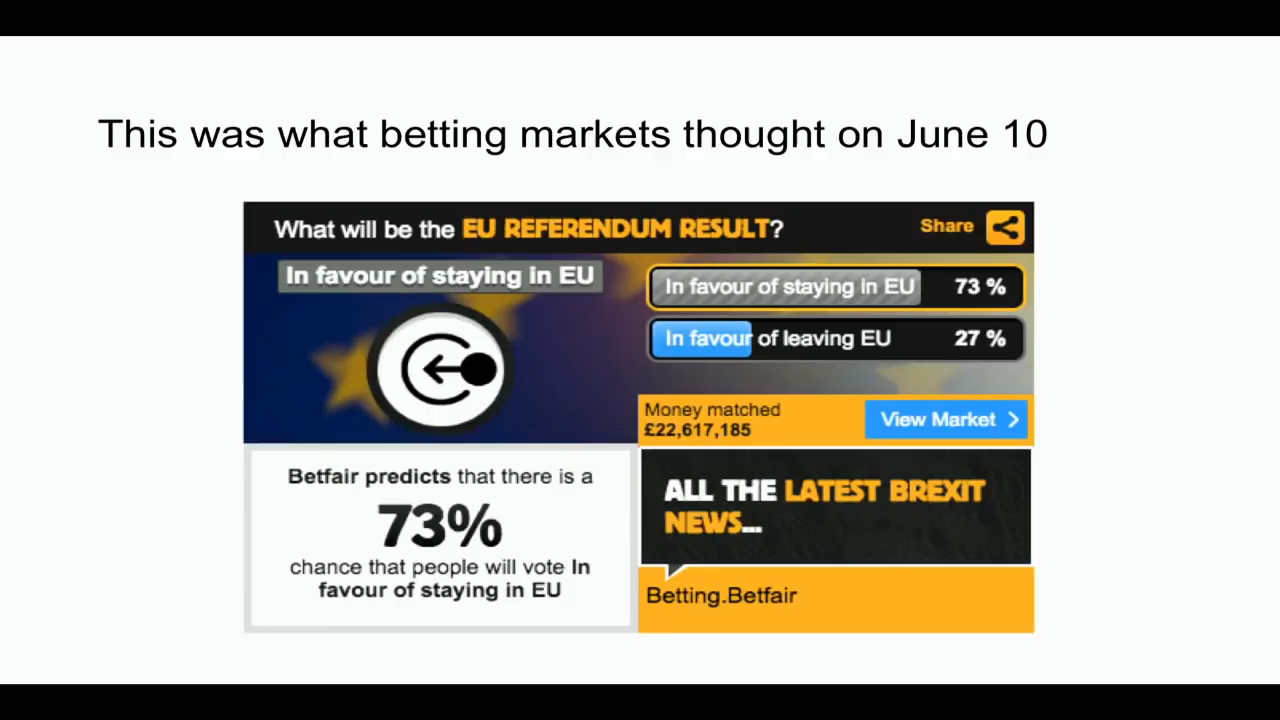 This was what betting markets thought on June 10
What will be the EU REFERENDUM RESULT?
Share
In favour of staying in EU
In favour of staying in EU 73 %
In favour of leaving EU 27 %
Money matched
£22,617,185
View Market
Betfair predicts that there is a
73%
chance that people will vote In
favour of staying in EU
ALL THE LATEST BREXIT
NEWS...
Betting.Betfair